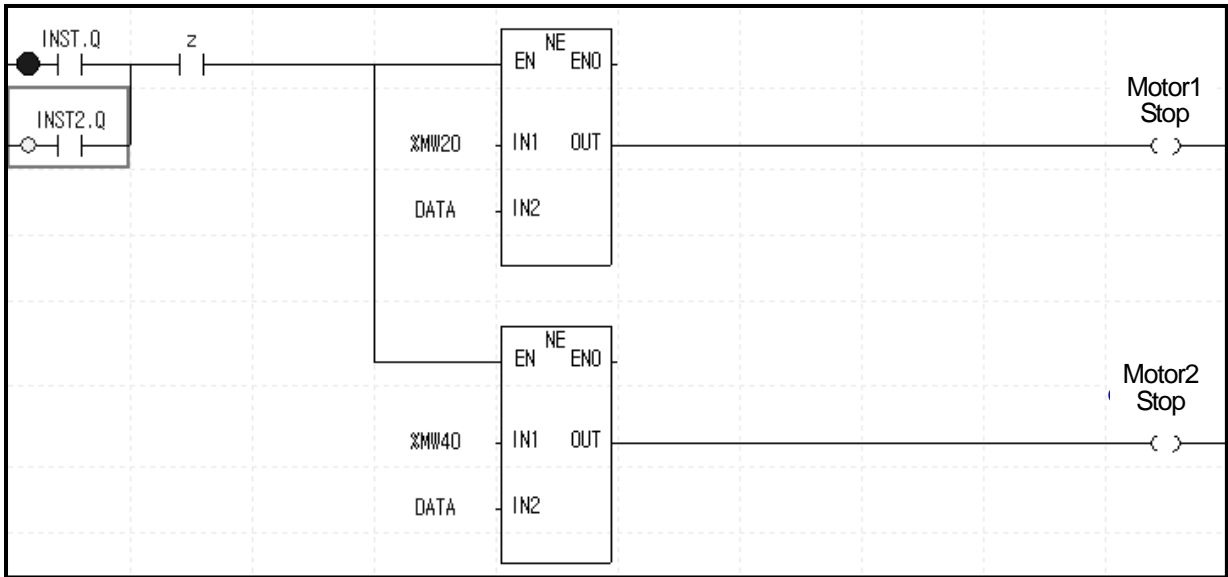 INST.Q
z
NE
EN ENO
Motor1
Stop
INST2.Q
%MW20 IN1 OUT
DATA IN2
NE
EN ENO
Motor2
Stop
%MW40 IN1 OUT
DATA IN2